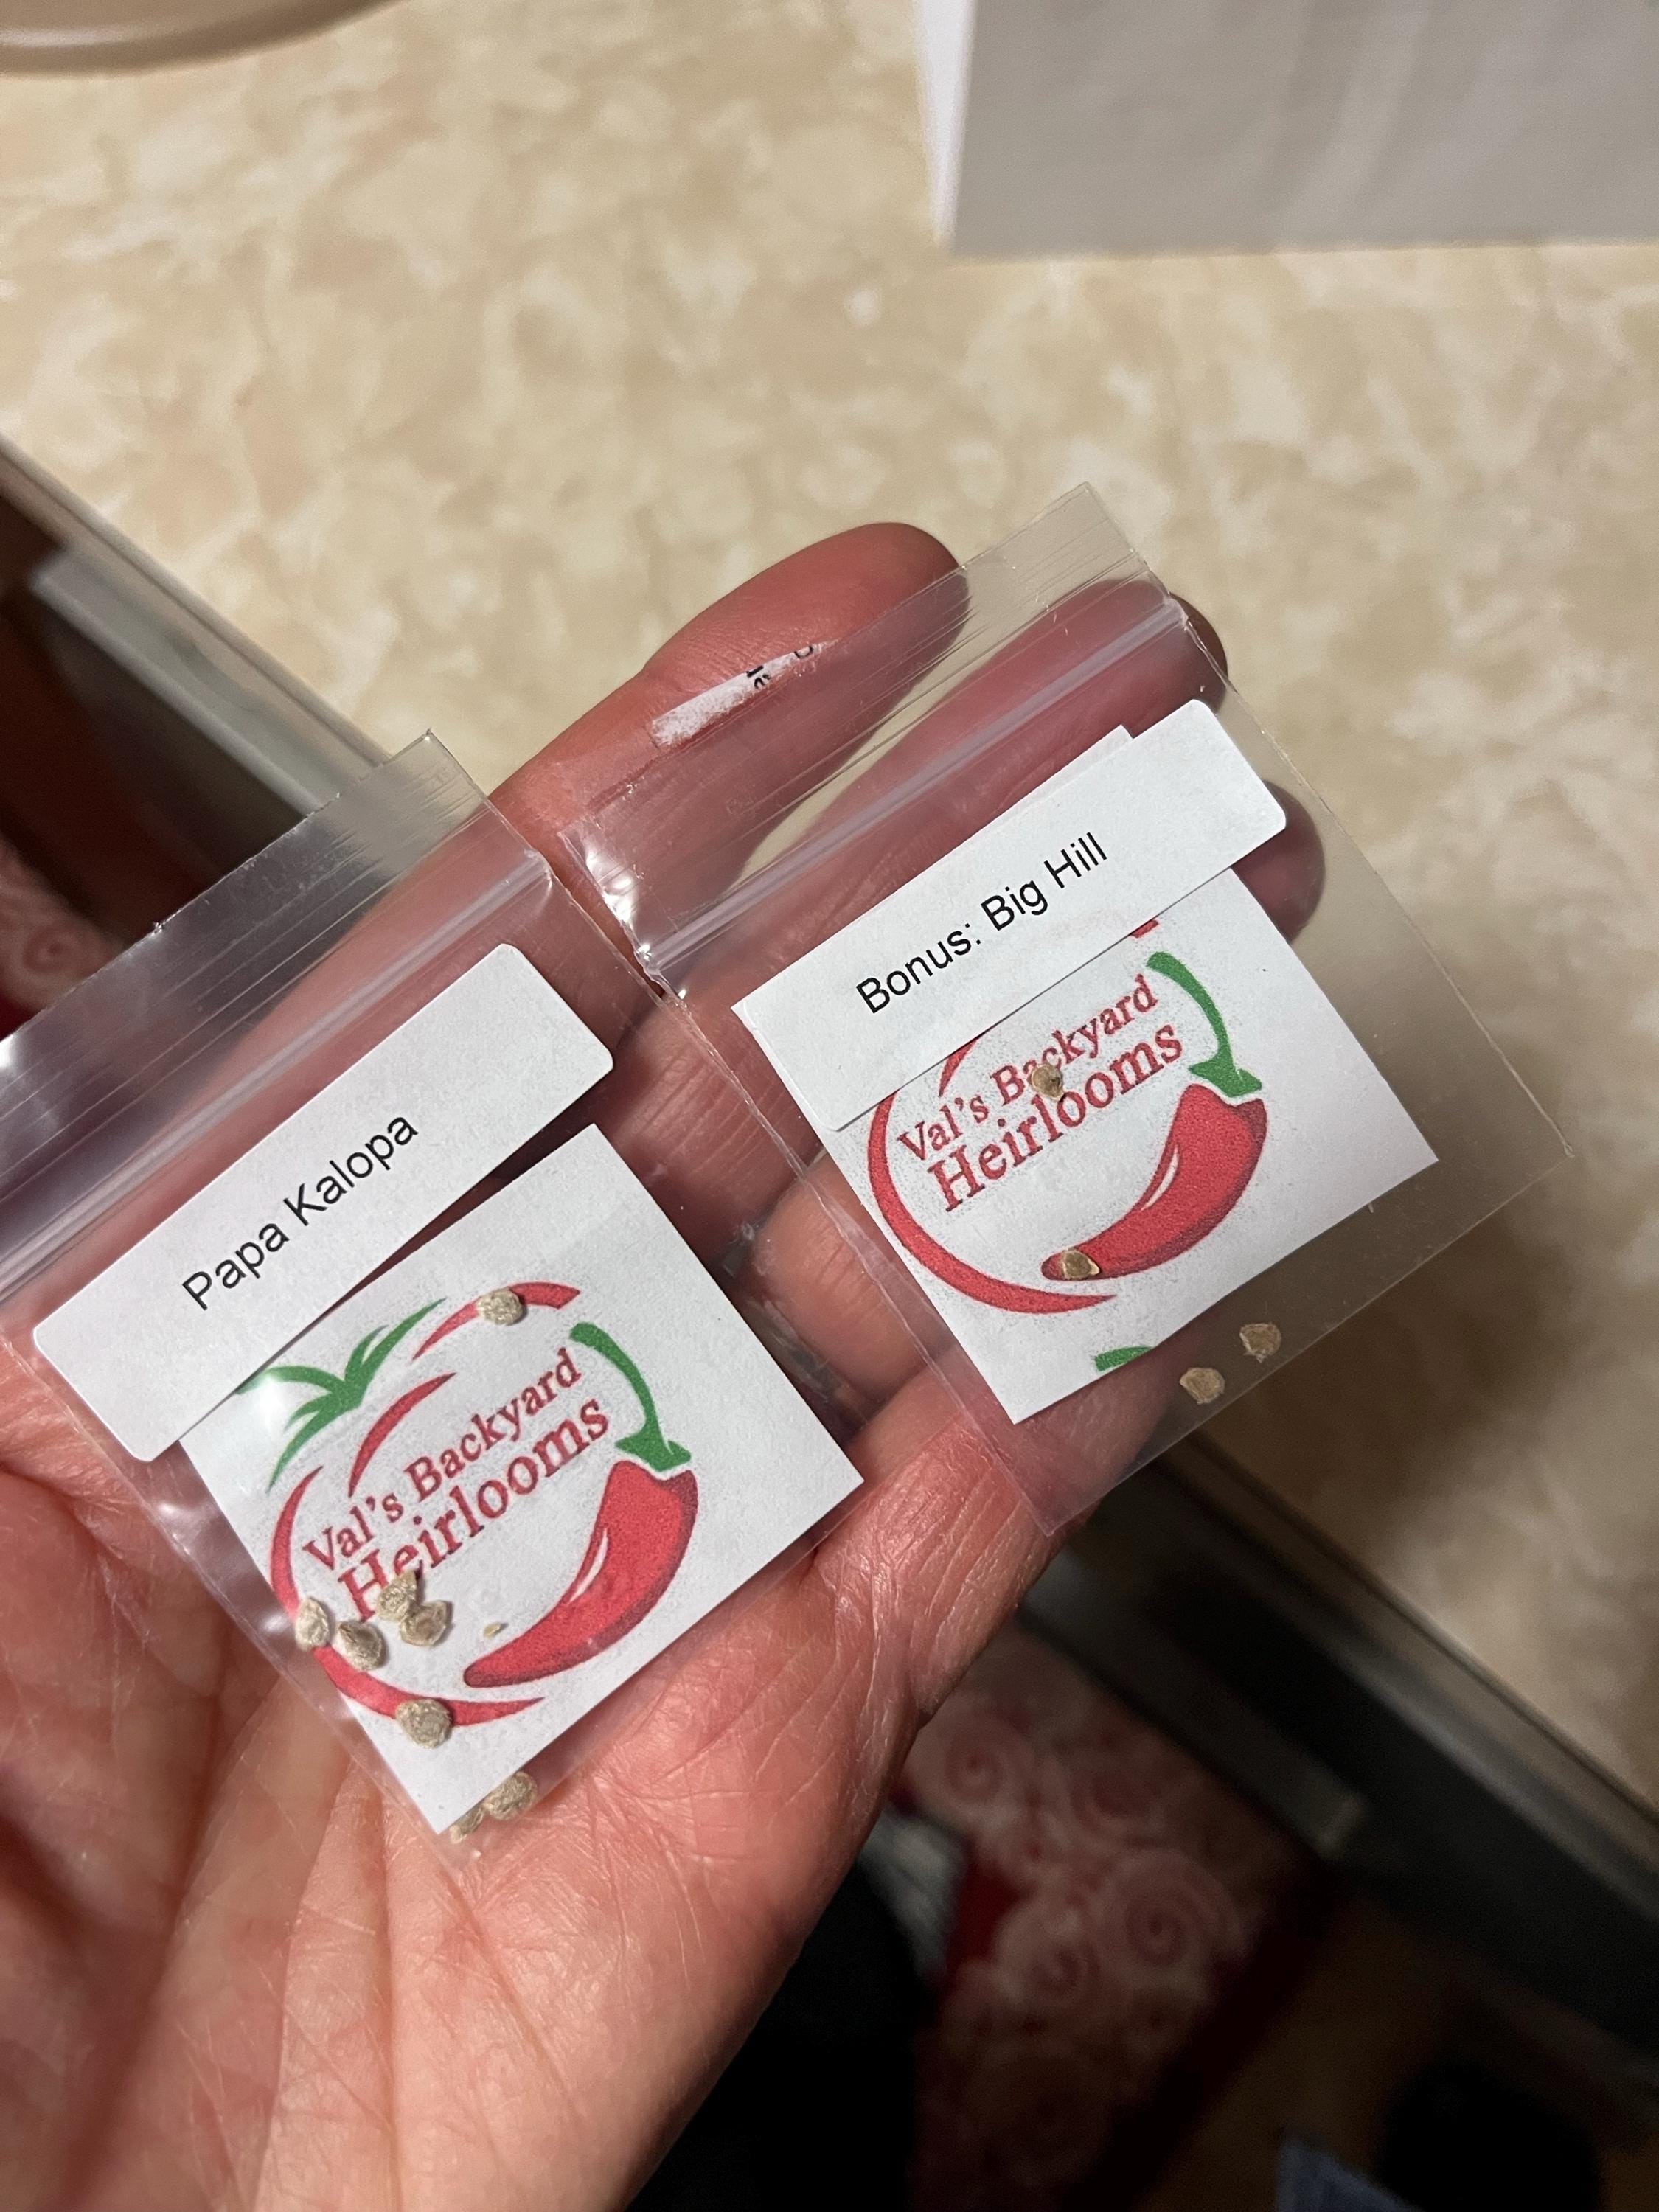 Papa Kalopa
Val's Backyard
Heirlooms
Bonus: Big Hill
Val's Backyard
Heirlooms